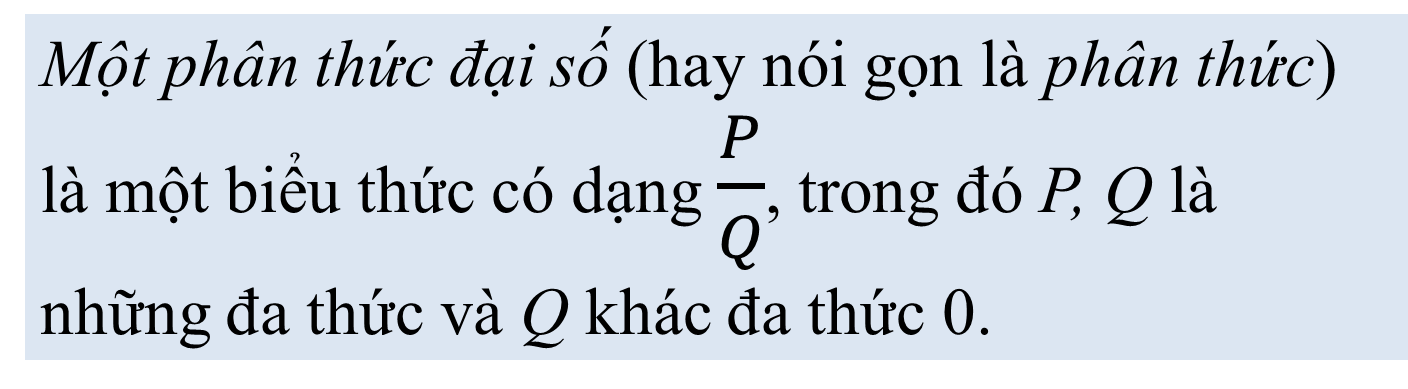 Một phân thức đại số (hay nói gọn là phân thức)
là một biểu thức có dạng P/Q, trong đó P, Q là
những đa thức và Q khác đa thức 0.